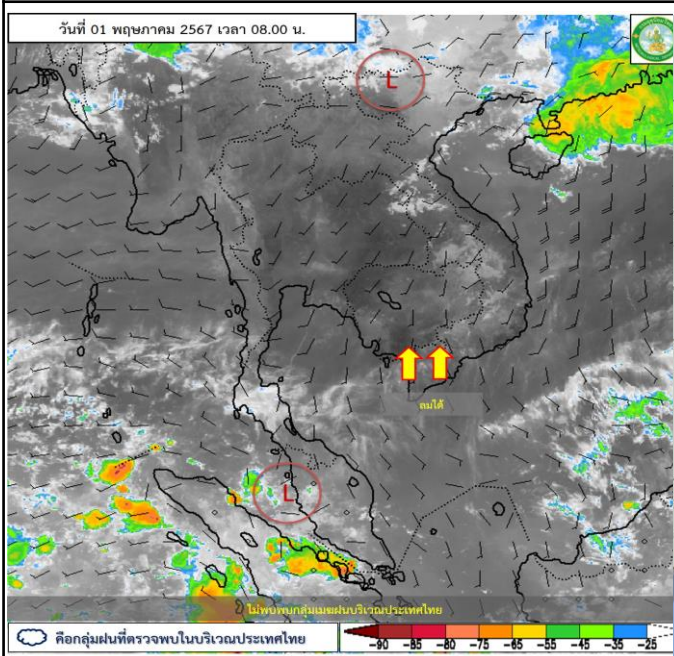 วันที่ 01 พฤษภาคม 2567 เวลา 08.00 น.
L
ลมใต้
L
ไม่พบพบกลุ่มเมฆฝนบริเวณประเทศไทย
คือกลุ่มฝนที่ตรวจพบในบริเวณประเทศไทย
-90 -85 -80 -75 -65 -55 -45 -35 -25